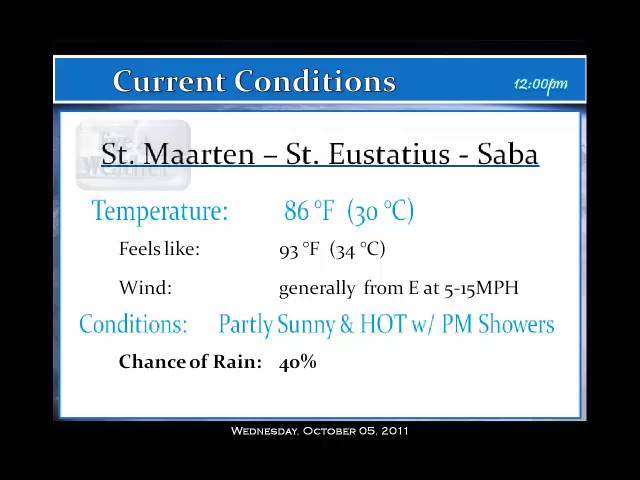 Current Conditions
12:00pm
St. Maarten – St. Eustatius - Saba
Temperature: 86 °F (30 °C)
Feels like: 93 °F (34 °C)
Wind: generally from E at 5-15MPH
Conditions: Partly Sunny & HOT w/ PM Showers
Chance of Rain: 40%
Wednesday, October 05, 2011